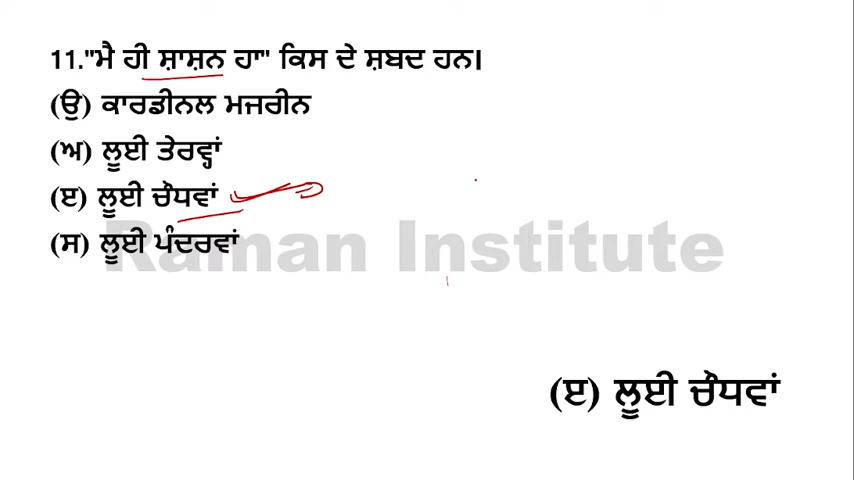 11."ਮੈ ਹੀ ਸ਼ਾਸ਼ਨ ਹਾ" ਕਿਸ ਦੇ ਸ਼ਬਦ ਹਨ।
(ਉ) ਕਾਰਡੀਨਲ ਮਜਰੀਨ
(ਅ) ਲੂਈ ਤੇਰਵ੍ਹਾਂ
(ੲ) ਲੂਈ ਚੌਧਵਾਂ
(ਸ) ਲੂਈ ਪੰਦਰਵਾਂ
Raman Institute
(ੲ) ਲੂਈ ਚੌਧਵਾਂ